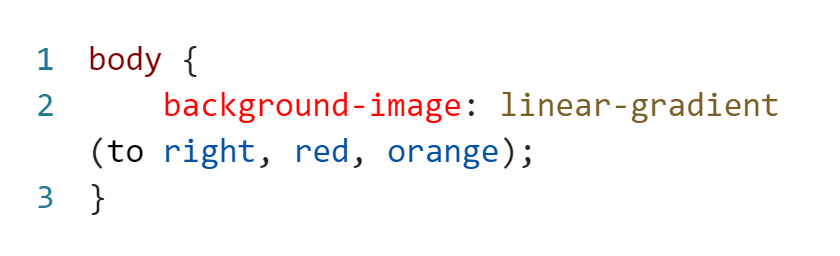 1 body {
2     background-image: linear-gradient
(to right, red, orange);
3 }